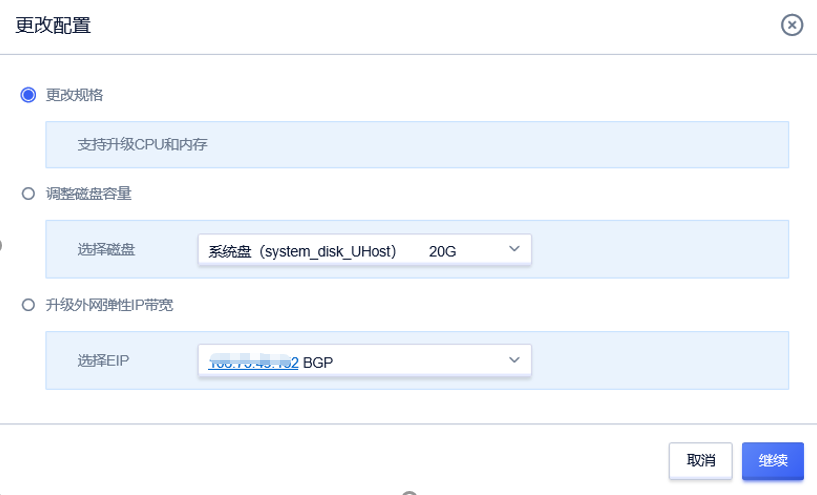 更改配置
更改规格
支持升级CPU和内存
调整磁盘容量
选择磁盘 系统盘（system_disk_UHost） 20G
升级外网弹性IP带宽
选择EIP BGP
取消 继续